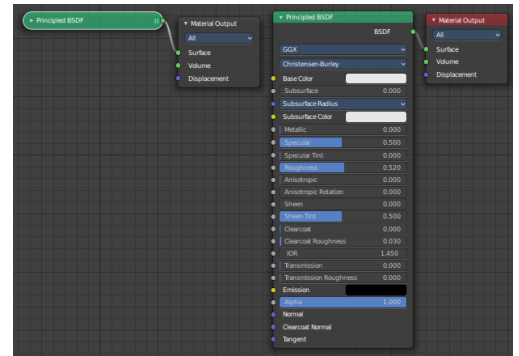 Principled BSDF
Material Output
All
Surface
Volume
Displacement
Principled BSDF
BSDF
GGX
Christensen-Burley
Base Color
Subsurface 0.000
Subsurface Radius
Subsurface Color
Metallic 0.000
Specular 0.500
Specular Tint 0.000
Roughness 0.520
Anisotropic 0.000
Anisotropic Rotation 0.000
Sheen 0.000
Sheen Tint 0.500
Clearcoat 0.000
Clearcoat Roughness 0.030
IOR 1.450
Transmission 0.000
Transmission Roughness 0.000
Emission
Alpha 1.000
Normal
Clearcoat Normal
Tangent
Material Output
All
Surface
Volume
Displacement